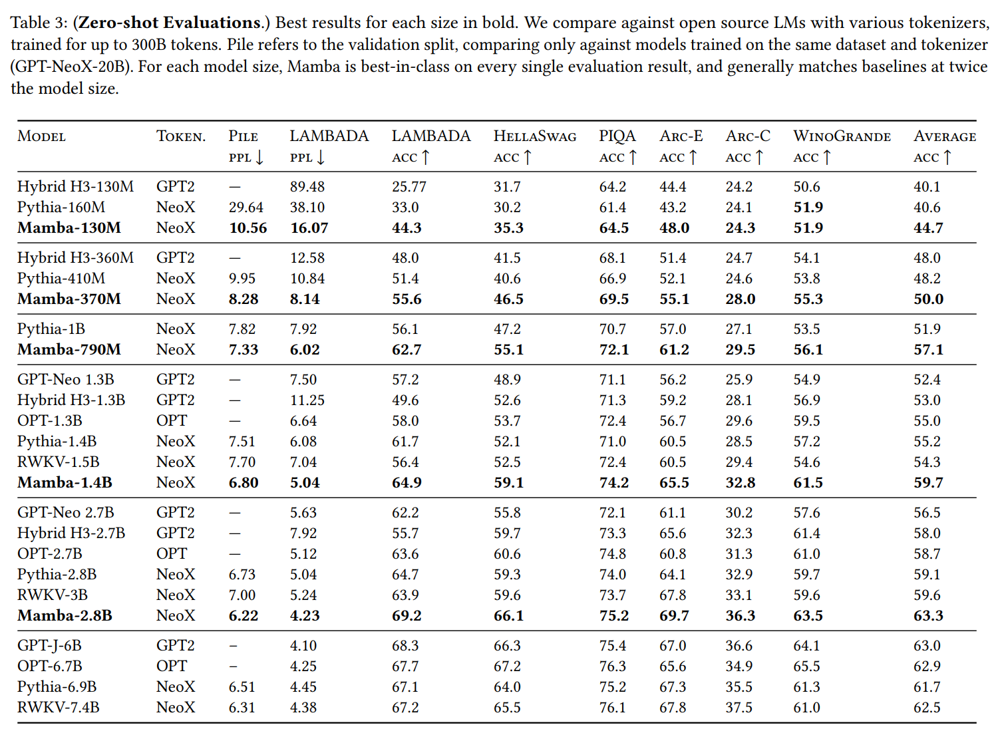 Table 3: (Zero-shot Evaluations.) Best results for each size in bold. We compare against open source LMs with various tokenizers,
trained for up to 300B tokens. Pile refers to the validation split, comparing only against models trained on the same dataset and tokenizer
(GPT-NeoX-20B). For each model size, Mamba is best-in-class on every single evaluation result, and generally matches baselines at twice
the model size.
Model Token. Pile LAMBADA LAMBADA HellaSwag PIQA Arc-E Arc-C WinoGrande Average
ppl ↓ ppl ↓ acc ↑ acc ↑ acc ↑ acc ↑ acc ↑ acc ↑ acc ↑
Hybrid H3-130M GPT2 — 89.48 25.77 31.7 64.2 44.4 24.2 50.6 40.1
Pythia-160M NeoX 29.64 38.10 33.0 30.2 61.4 43.2 24.1 51.9 40.6
Mamba-130M NeoX 10.56 16.07 44.3 35.3 64.5 48.0 24.3 51.9 44.7
Hybrid H3-360M GPT2 — 12.58 48.0 41.5 68.1 51.4 24.7 54.1 48.0
Pythia-410M NeoX 9.95 10.84 51.4 40.6 66.9 52.1 24.6 53.8 48.2
Mamba-370M NeoX 8.28 8.14 55.6 46.5 69.5 55.1 28.0 55.3 50.0
Pythia-1B NeoX 7.82 7.92 56.1 47.2 70.7 57.0 27.1 53.5 51.9
Mamba-790M NeoX 7.33 6.02 62.7 55.1 72.1 61.2 29.5 56.1 57.1
GPT-Neo 1.3B GPT2 — 7.50 57.2 48.9 71.1 56.2 25.9 54.9 52.4
Hybrid H3-1.3B GPT2 — 11.25 49.6 52.6 71.3 59.2 28.1 56.9 53.0
OPT-1.3B OPT — 6.64 58.0 53.7 72.4 56.7 29.6 59.5 55.0
Pythia-1.4B NeoX 7.51 6.08 61.7 52.1 71.0 60.5 28.5 57.2 55.2
RWKV-1.5B NeoX 7.70 7.04 56.4 52.5 72.4 60.5 29.4 54.6 54.3
Mamba-1.4B NeoX 6.80 5.04 64.9 59.1 74.2 65.5 32.8 61.5 59.7
GPT-Neo 2.7B GPT2 — 5.63 62.2 55.8 72.1 61.1 30.2 57.6 56.5
Hybrid H3-2.7B GPT2 — 7.92 55.7 59.7 73.3 65.6 32.3 61.4 58.0
OPT-2.7B OPT — 5.12 63.6 60.6 74.8 60.8 31.3 61.0 58.7
Pythia-2.8B NeoX 6.73 5.04 64.7 59.3 74.0 64.1 32.9 59.7 59.1
RWKV-3B NeoX 7.00 5.24 63.9 59.6 73.7 67.8 33.1 59.6 59.6
Mamba-2.8B NeoX 6.22 4.23 69.2 66.1 75.2 69.7 36.3 63.5 63.3
GPT-J-6B GPT2 – 4.10 68.3 66.3 75.4 67.0 36.6 64.1 63.0
OPT-6.7B OPT – 4.25 67.7 67.2 76.3 65.6 34.9 65.5 62.9
Pythia-6.9B NeoX 6.51 4.45 67.1 64.0 75.2 67.3 35.5 61.3 61.7
RWKV-7.4B NeoX 6.31 4.38 67.2 65.5 76.1 67.8 37.5 61.0 62.5